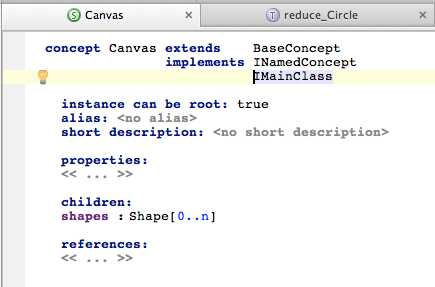 S Canvas × T reduce_Circle ×
concept Canvas extends BaseConcept
implements INamedConcept
IMainClass
instance can be root: true
alias: <no alias>
short description: <no short description>
properties:
<< ... >>
children:
shapes : Shape[0..n]
references:
<< ... >>